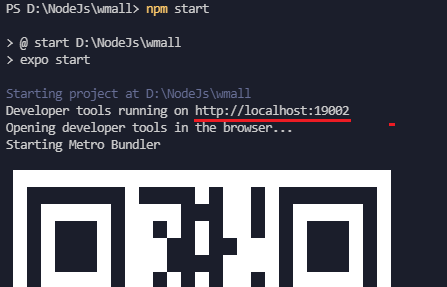 PS D:\NodeJs\wmall> npm start
> @ start D:\NodeJs\wmall
> expo start
Starting project at D:\NodeJs\wmall
Developer tools running on http://localhost:19002
Opening developer tools in the browser...
Starting Metro Bundler